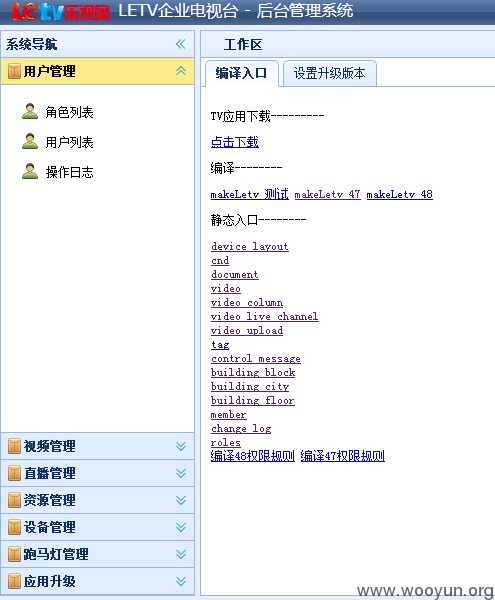 Letv乐视网 LETV企业电视台 - 后台管理系统
系统导航
用户管理
角色列表
用户列表
操作日志
视频管理
直播管理
资源管理
设备管理
跑马灯管理
应用升级
工作区
编译入口 设置升级版本
TV应用下载---------
点击下载
编译--------
makeLetv 测试 makeLetv 47 makeLetv 48
静态入口--------
device layout
cnd
document
video
video column
video live channel
video upload
tag
control message
building block
building city
building floor
member
change log
roles
编译48权限规则 编译47权限规则
www.wooyun.org